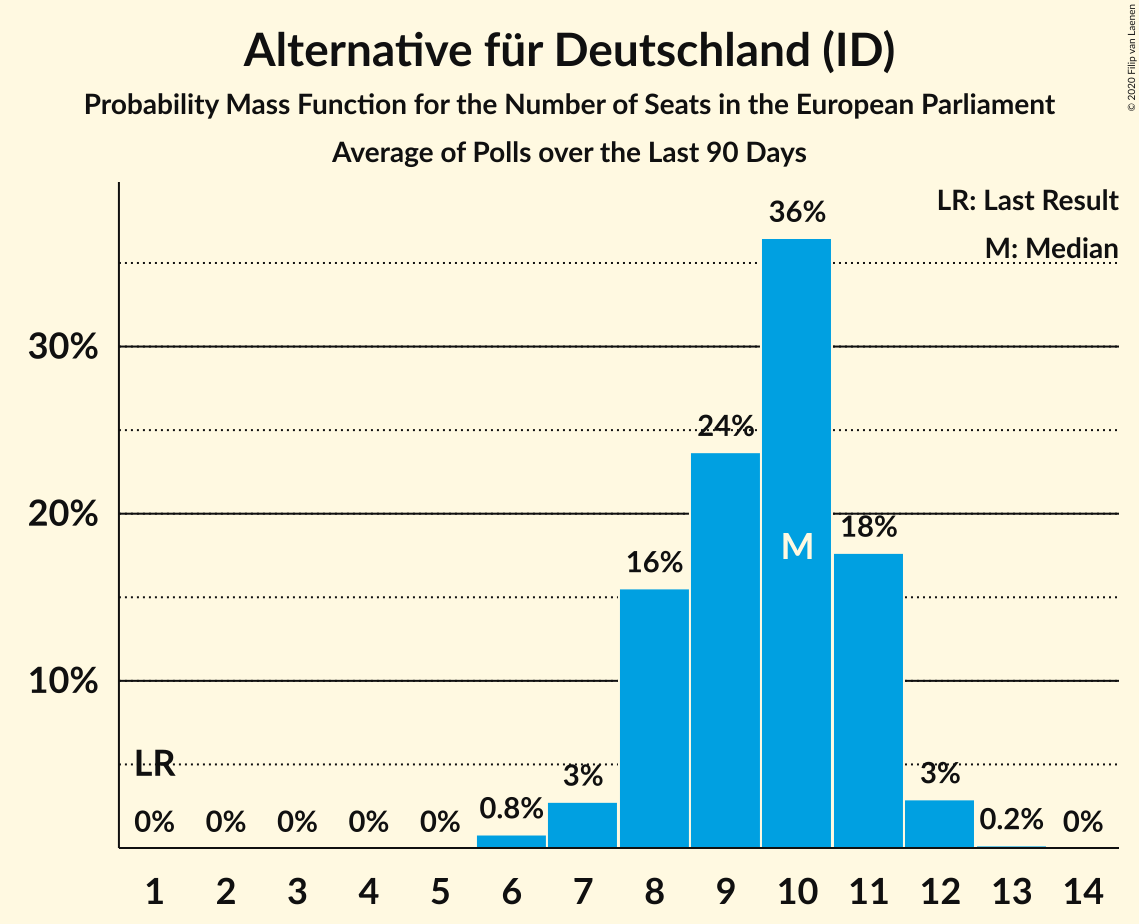 Alternative für Deutschland (ID)
Probability Mass Function for the Number of Seats in the European Parliament
Average of Polls over the Last 90 Days
© 2020 Filip van Laenen
LR: Last Result
M: Median
30%
20%
10%
LR
0%
0%
0%
0%
0%
0.8%
3%
16%
24%
36%
M
18%
3%
0.2%
0%
1 2 3 4 5 6 7 8 9 10 11 12 13 14